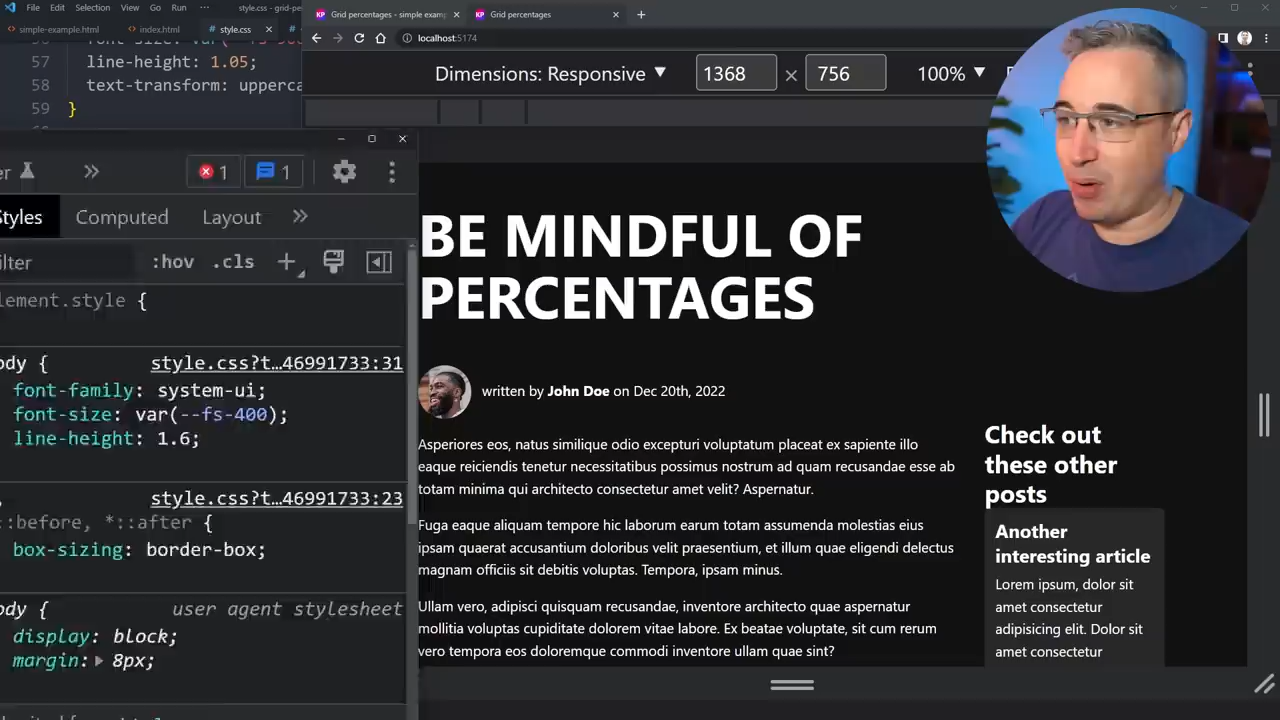 File Edit Selection View Go Run ··· style.css - grid-per
simple-example.html index.html style.css
57 line-height: 1.05;
58 text-transform: upperca
59 }
KP Grid percentages - simple examp
KP Grid percentages
localhost:5174
Dimensions: Responsive 1368 × 756 100%
1 1
Styles Computed Layout
ilter :hov .cls
lement.style {
ody { style.css?t…46991733:31
font-family: system-ui;
font-size: var(--fs-400);
line-height: 1.6;
style.css?t…46991733:23
::before, *::after {
box-sizing: border-box;
ody { user agent stylesheet
display: block;
margin: 8px;
BE MINDFUL OF
PERCENTAGES
written by John Doe on Dec 20th, 2022
Asperiores eos, natus similique odio excepturi voluptatum placeat ex sapiente illo
eaque reiciendis tenetur necessitatibus possimus nostrum ad quam recusandae esse ab
totam minima qui architecto consectetur amet velit? Aspernatur.
Fuga eaque aliquam tempore hic laborum earum totam assumenda molestias eius
ipsam quaerat accusantium doloribus velit praesentium, et illum quae eligendi delectus
magnam officiis sit debitis voluptas. Tempora, ipsam minus.
Ullam vero, adipisci quisquam recusandae, inventore architecto quae aspernatur
mollitia voluptas cupiditate dolorem vitae labore. Ex beatae voluptate, sit cum rerum
vero tempora eos doloremque commodi inventore ullam quae sint?
Check out
these other
posts
Another
interesting article
Lorem ipsum, dolor sit
amet consectetur
adipisicing elit. Dolor sit
amet consectetur